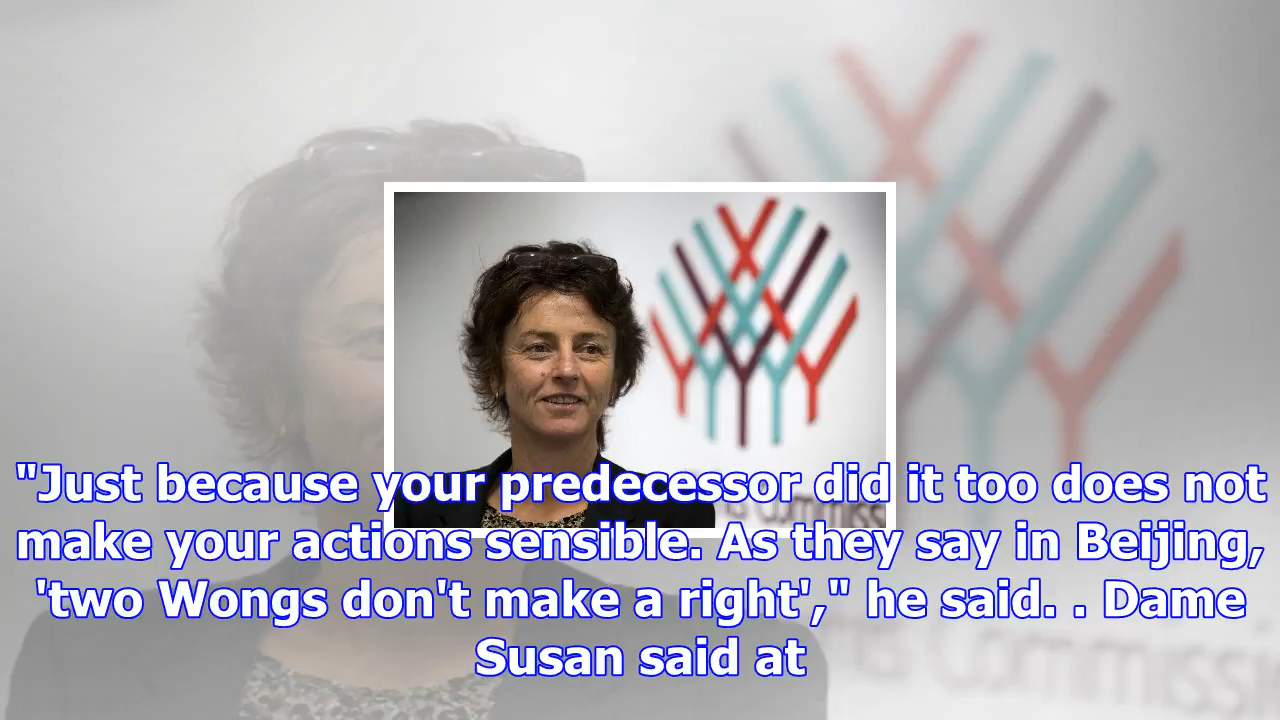 "Just because your predecessor did it too does not
make your actions sensible. As they say in Beijing,
'two Wongs don't make a right'," he said. . Dame
Susan said at